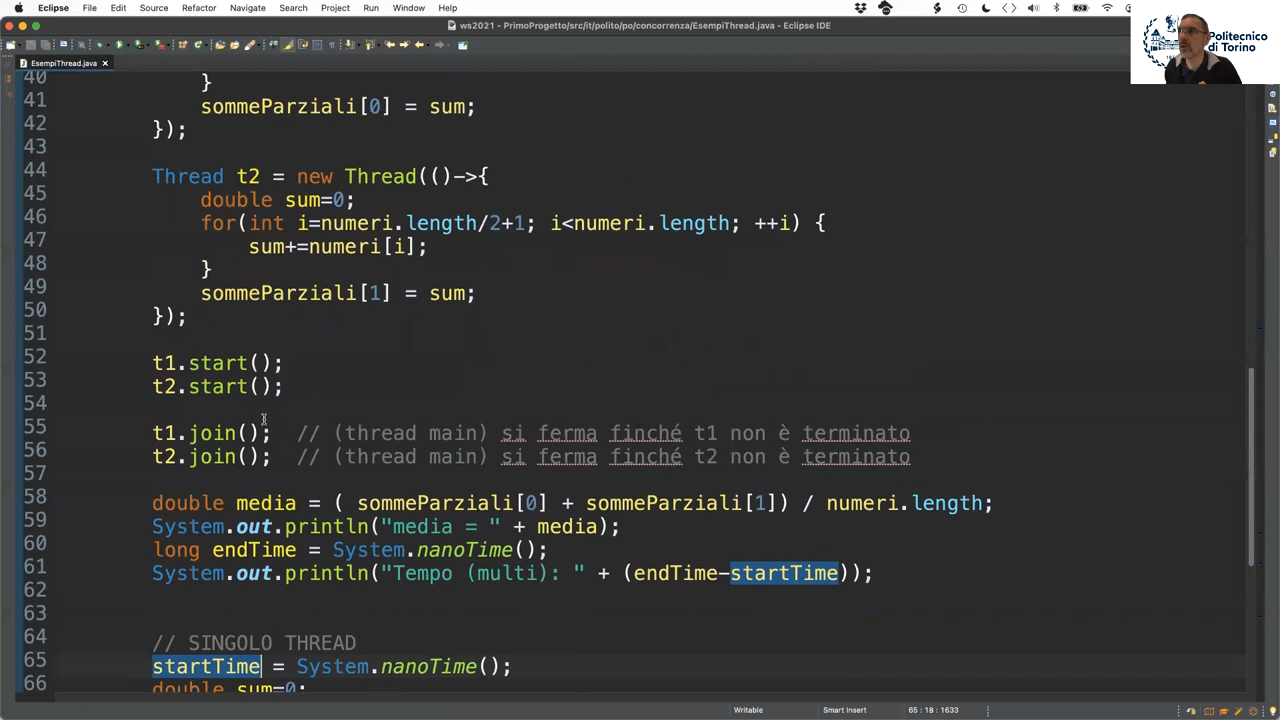 Eclipse File Edit Source Refactor Navigate Search Project Run Window Help
ws2021 - PrimoProgetto/src/it/polito/po/concorrenza/EsempiThread.java - Eclipse IDE
Politecnico
di Torino
EsempiThread.java
40 }
41 sommeParziali[0] = sum;
42 });
43
44 Thread t2 = new Thread(()->{
45 double sum=0;
46 for(int i=numeri.length/2+1; i<numeri.length; ++i) {
47 sum+=numeri[i];
48 }
49 sommeParziali[1] = sum;
50 });
51
52 t1.start();
53 t2.start();
54
55 t1.join(); // (thread main) si ferma finché t1 non è terminato
56 t2.join(); // (thread main) si ferma finché t2 non è terminato
57
58 double media = ( sommeParziali[0] + sommeParziali[1]) / numeri.length;
59 System.out.println("media = " + media);
60 long endTime = System.nanoTime();
61 System.out.println("Tempo (multi): " + (endTime-startTime));
62
63
64 // SINGOLO THREAD
65 startTime = System.nanoTime();
66 double sum=0;
Writable Smart Insert 65 : 18 : 1633